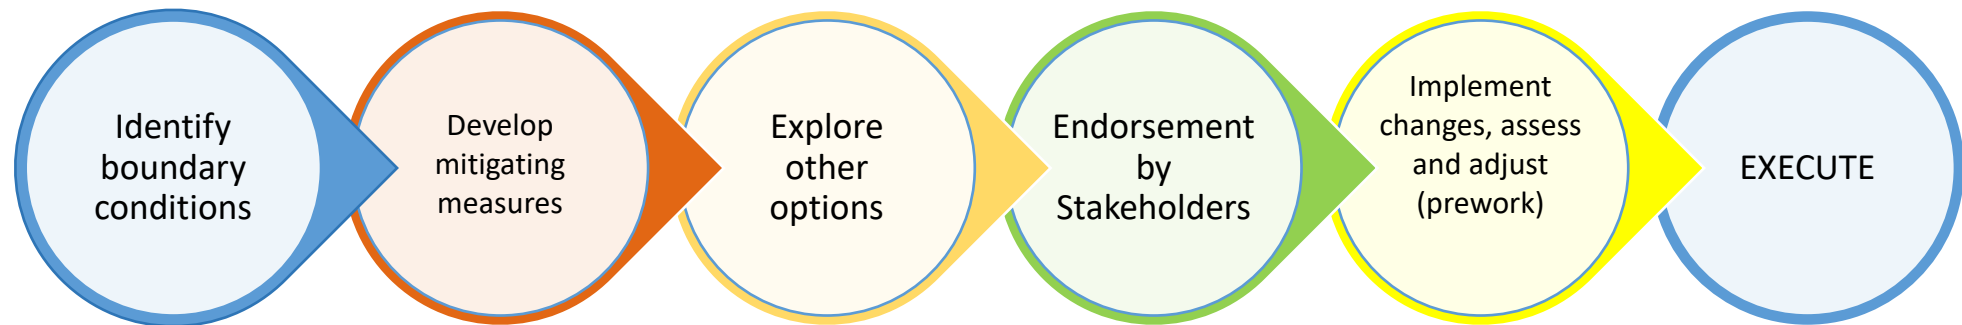 Identify
boundary
conditions
Develop
mitigating
measures
Explore
other
options
Endorsement
by
Stakeholders
Implement
changes, assess
and adjust
(prework)
EXECUTE